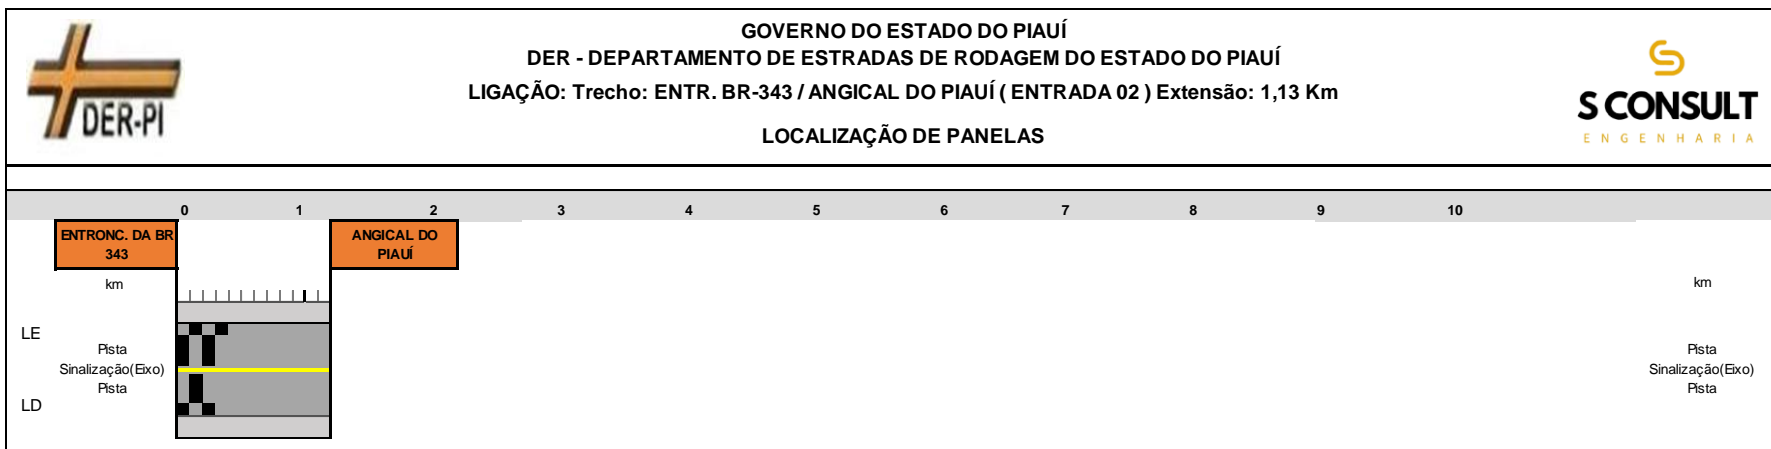 GOVERNO DO ESTADO DO PIAUÍ
DER - DEPARTAMENTO DE ESTRADAS DE RODAGEM DO ESTADO DO PIAUÍ
LIGAÇÃO: Trecho: ENTR. BR-343 / ANGICAL DO PIAUÍ ( ENTRADA 02 ) Extensão: 1,13 Km
LOCALIZAÇÃO DE PANELAS
DER-PI
S CONSULT
ENGENHARIA
0 1 2 3 4 5 6 7 8 9 10
ENTRONC. DA BR
343
ANGICAL DO
PIAUÍ
km
km
LE
Pista
Sinalização(Eixo)
Pista
LD
Pista
Sinalização(Eixo)
Pista